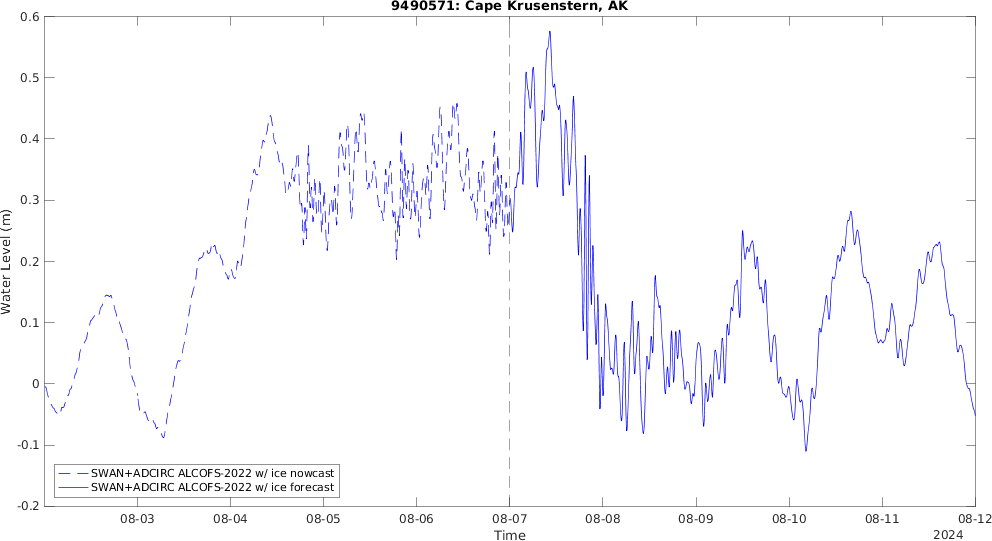 9490571: Cape Krusenstern, AK
0.6
0.5
0.4
0.3
0.2
0.1
0
-0.1
-0.2
Water Level (m)
SWAN+ADCIRC ALCOFS-2022 w/ ice nowcast
SWAN+ADCIRC ALCOFS-2022 w/ ice forecast
08-03 08-04 08-05 08-06 08-07 08-08 08-09 08-10 08-11 08-12
Time
2024